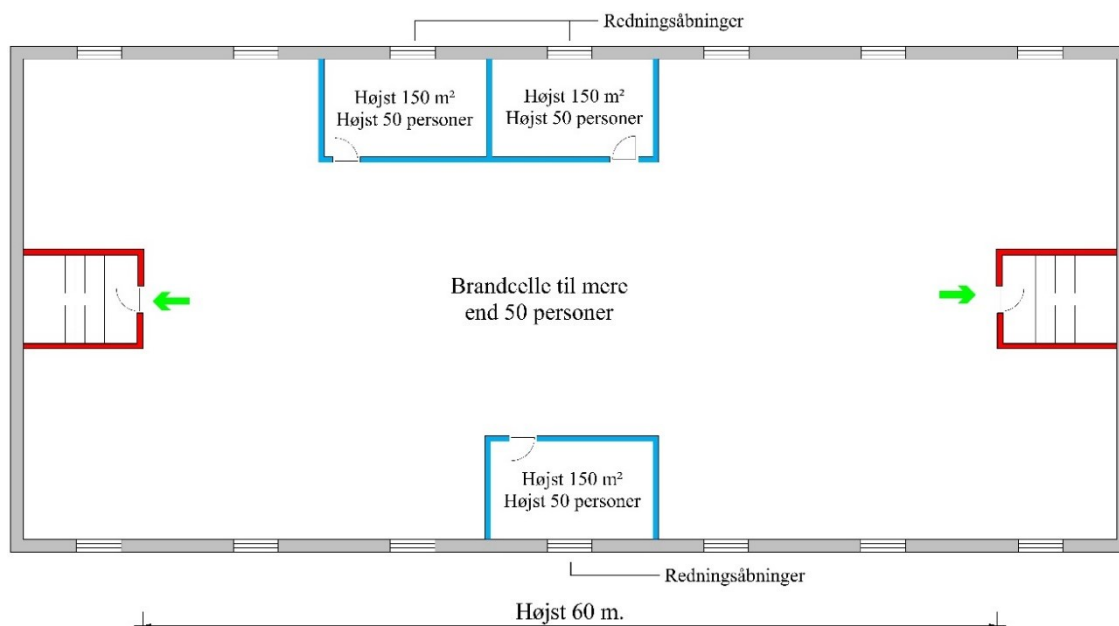 Redningsåbninger
Højst 150 m²
Højst 50 personer
Højst 150 m²
Højst 50 personer
Brandcelle til mere
end 50 personer
Højst 150 m²
Højst 50 personer
Redningsåbninger
Højst 60 m.